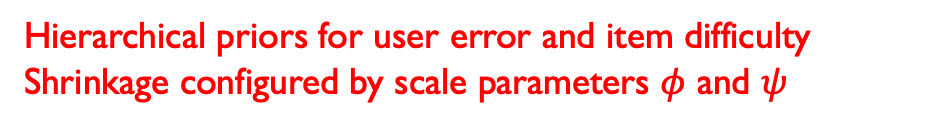 Hierarchical priors for user error and item difficulty
Shrinkage configured by scale parameters ϕ and ψ